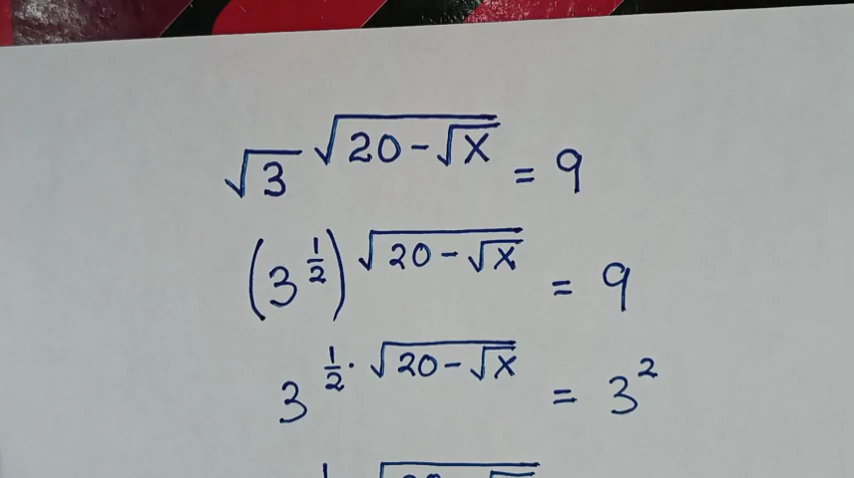 √3^√(20-√x) = 9
(3^(1/2))^√(20-√x) = 9
3^(1/2 · √(20-√x)) = 3^2